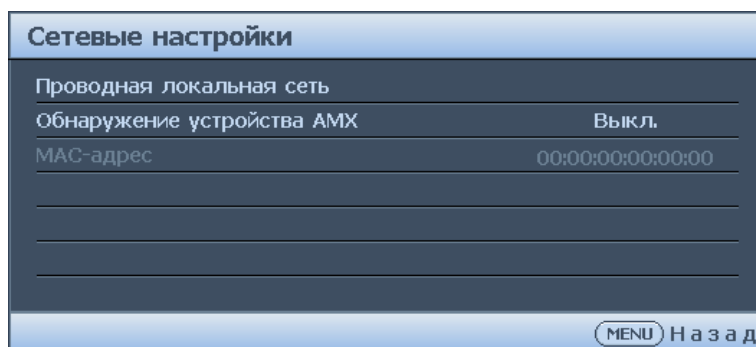 Сетевые настройки
Проводная локальная сеть
Обнаружение устройства AMX Выкл.
MAC-адрес 00:00:00:00:00:00
MENU Назад